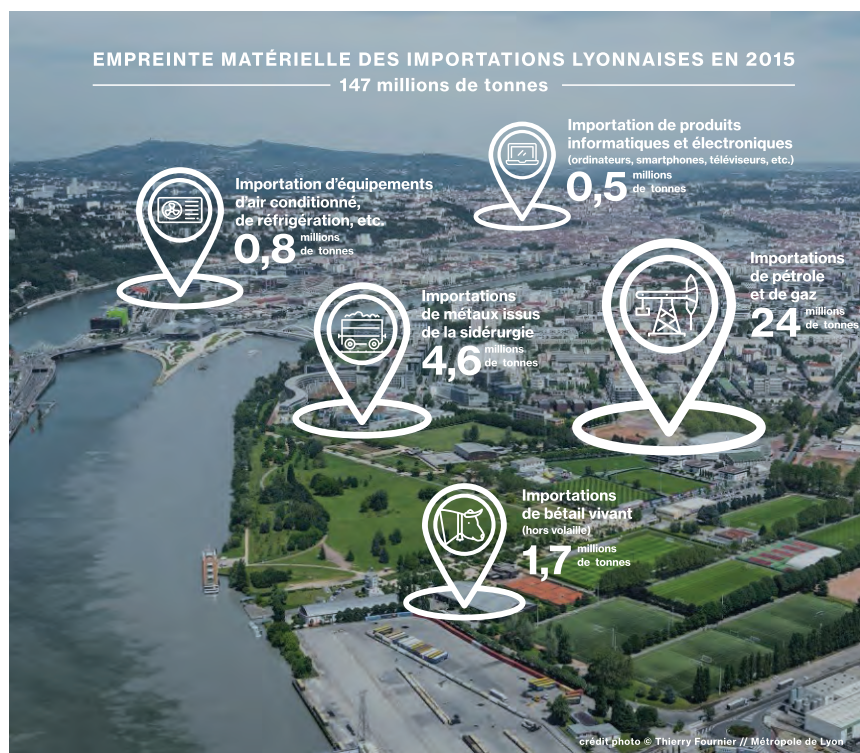 EMPREINTE MATÉRIELLE DES IMPORTATIONS LYONNAISES EN 2015
147 millions de tonnes
Importation de produits
informatiques et électroniques
(ordinateurs, smartphones, téléviseurs, etc.)
0,5 millions
de tonnes
Importation d'équipements
d'air conditionné,
de réfrigération, etc.
0,8 millions
de tonnes
Importations
de pétrole
et de gaz
24 millions
de tonnes
Importations
de métaux issus
de la sidérurgie
4,6 millions
de tonnes
Importations
de bétail vivant
(hors volaille)
1,7 millions
de tonnes
crédit photo © Thierry Fournier // Métropole de Lyon